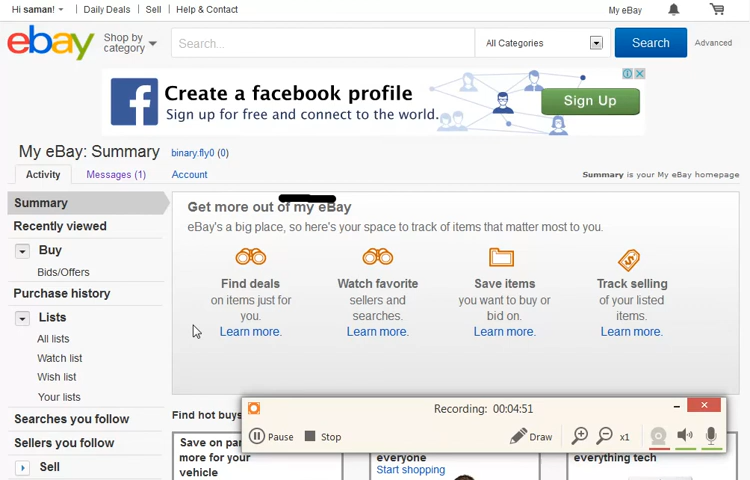 Hi saman! Daily Deals Sell Help & Contact My eBay
ebay Shop by category Search... All Categories Search Advanced
Create a facebook profile
Sign up for free and connect to the world.
Sign Up
My eBay: Summary binary.fly0 (0)
Activity Messages (1) Account Summary is your My eBay homepage
Summary
Recently viewed
Buy
Bids/Offers
Purchase history
Lists
All lists
Watch list
Wish list
Your lists
Searches you follow
Sellers you follow
Sell
Get more out of my eBay
eBay's a big place, so here's your space to track of items that matter most to you.
Find deals
on items just for
you.
Learn more.
Watch favorite
sellers and
searches.
Learn more.
Save items
you want to buy or
bid on.
Learn more.
Track selling
of your listed
items.
Learn more.
Find hot buys
Recording: 00:04:51
Pause Stop Draw x1
Save on par
more for your
vehicle
everyone
Start shopping
everything tech